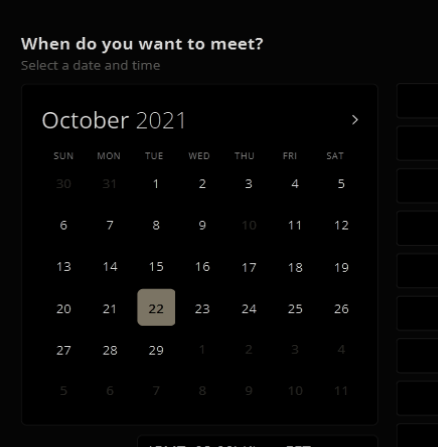 When do you want to meet?
Select a date and time
October 2021
SUN MON TUE WED THU FRI SAT
30 31 1 2 3 4 5
6 7 8 9 10 11 12
13 14 15 16 17 18 19
20 21 22 23 24 25 26
27 28 29 1 2 3 4
5 6 7 8 9 10 11